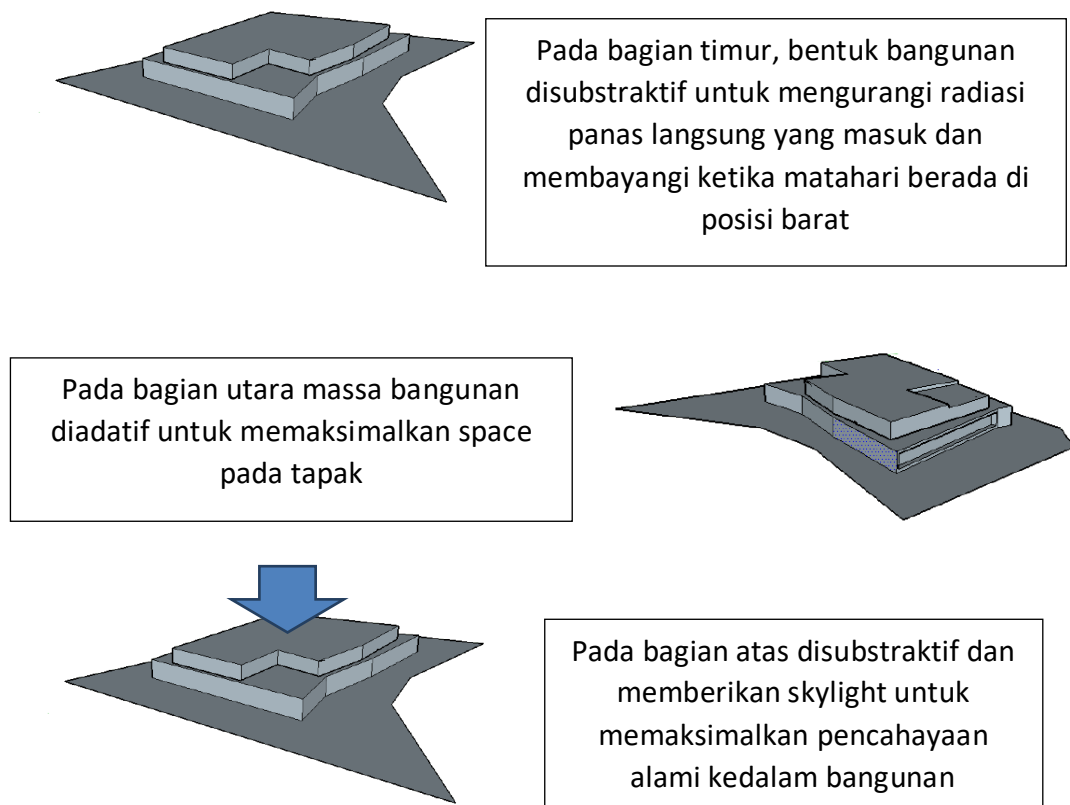 Pada bagian timur, bentuk bangunan
disubstraktif untuk mengurangi radiasi
panas langsung yang masuk dan
membayangi ketika matahari berada di
posisi barat
Pada bagian utara massa bangunan
diadatif untuk memaksimalkan space
pada tapak
Pada bagian atas disubstraktif dan
memberikan skylight untuk
memaksimalkan pencahayaan
alami kedalam bangunan